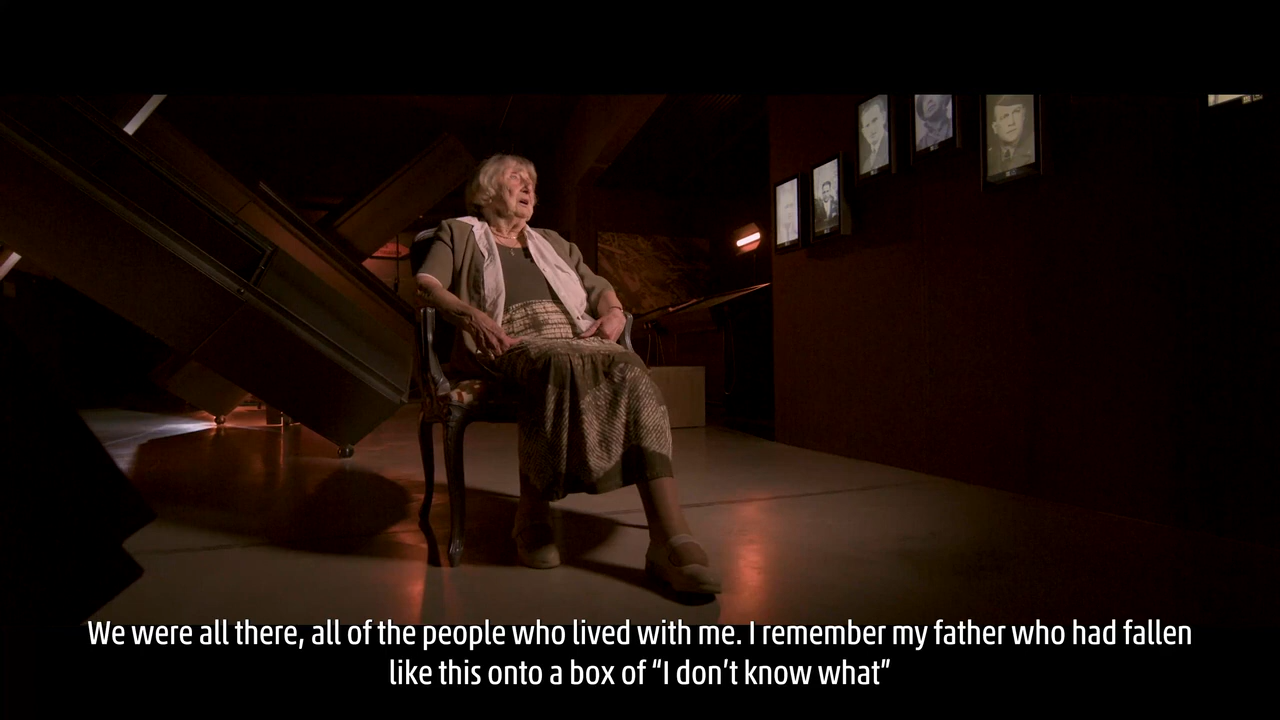 We were all there, all of the people who lived with me. I remember my father who had fallen
like this onto a box of “I don’t know what”